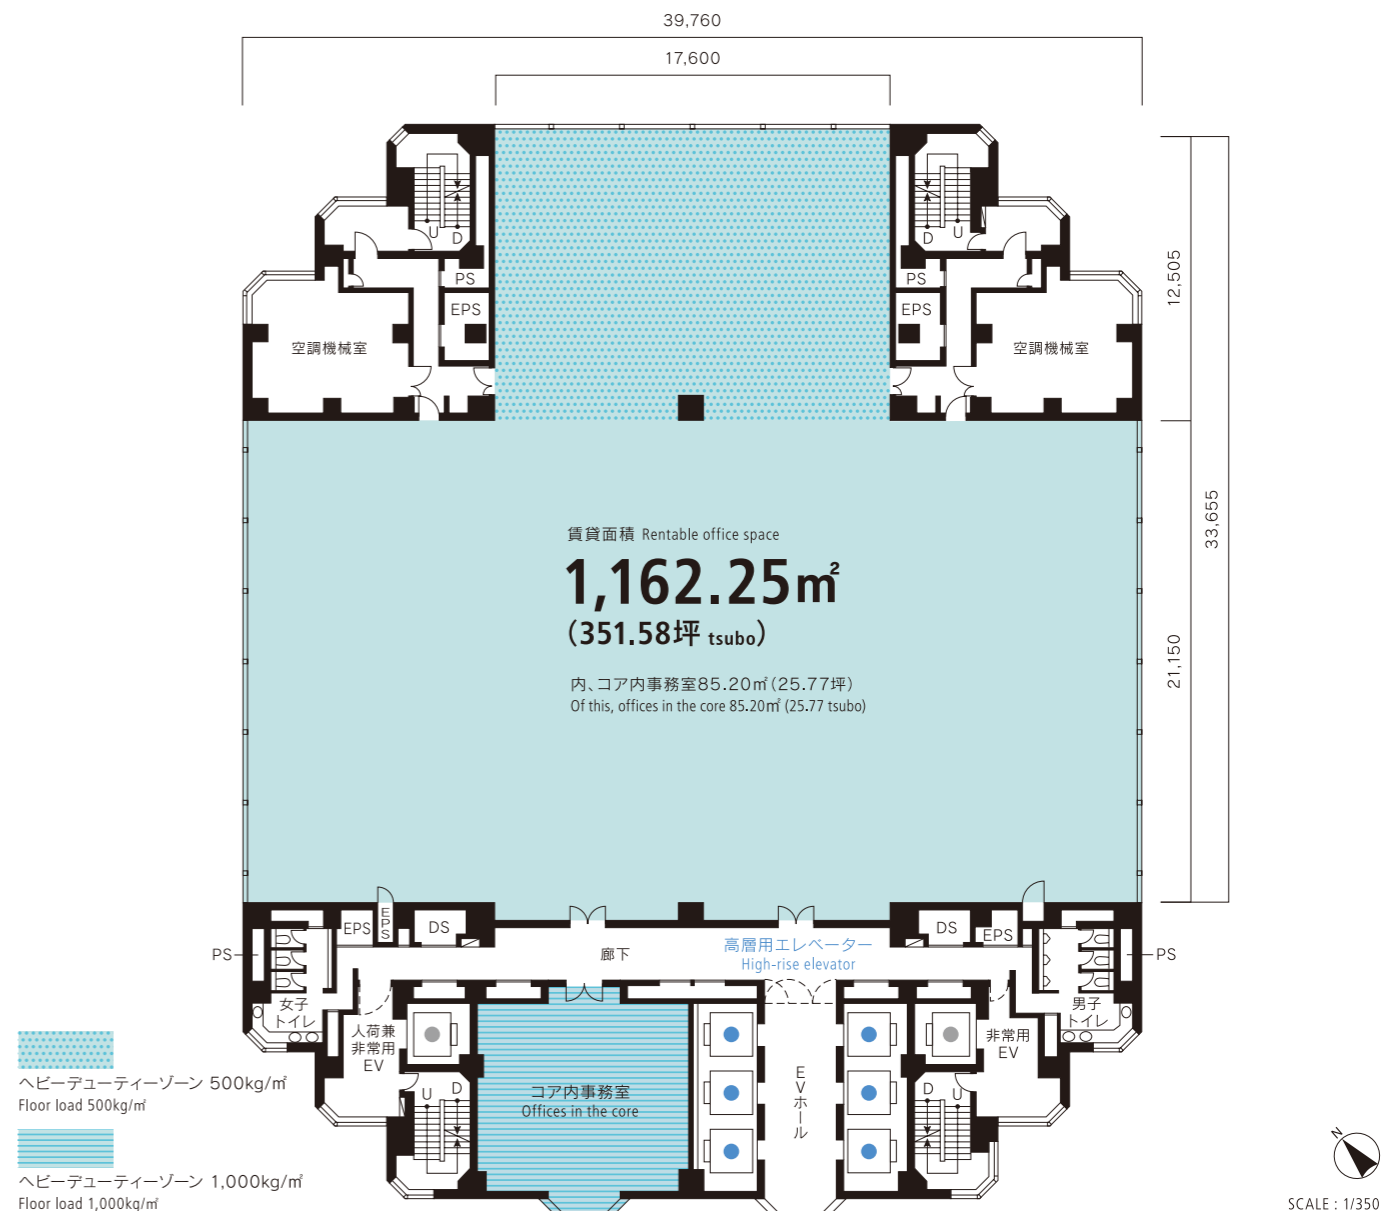 39,760
17,600
12,505
33,655
21,150
U
D
D
U
PS
PS
EPS
EPS
空調機械室
空調機械室
賃貸面積 Rentable office space
1,162.25㎡
(351.58坪 tsubo)
内、コア内事務室85.20㎡(25.77坪)
Of this, offices in the core 85.20㎡ (25.77 tsubo)
EPS
EPS
DS
DS
EPS
PS
PS
廊下
高層用エレベーター
High-rise elevator
女子
トイレ
男子
トイレ
人荷兼
非常用
EV
非常用
EV
EVホール
コア内事務室
Offices in the core
U
D
D
U
ヘビーデューティーゾーン 500kg/㎡
Floor load 500kg/㎡
ヘビーデューティーゾーン 1,000kg/㎡
Floor load 1,000kg/㎡
N
SCALE : 1/350